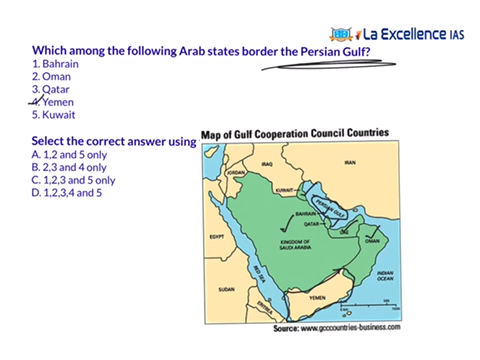 La Excellence IAS
Which among the following Arab states border the Persian Gulf?
1. Bahrain
2. Oman
3. Qatar
4. Yemen
5. Kuwait
Select the correct answer using
A. 1,2 and 5 only
B. 2,3 and 4 only
C. 1,2,3 and 5 only
D. 1,2,3,4 and 5
Map of Gulf Cooperation Council Countries
IRAQ
IRAN
JORDAN
KUWAIT
PERSIAN GULF
BAHRAIN
QATAR
UAE
OMAN
EGYPT
KINGDOM OF
SAUDI ARABIA
RED SEA
INDIAN
OCEAN
SUDAN
YEMEN
ERITREA
Source: www.gcccountries-business.com